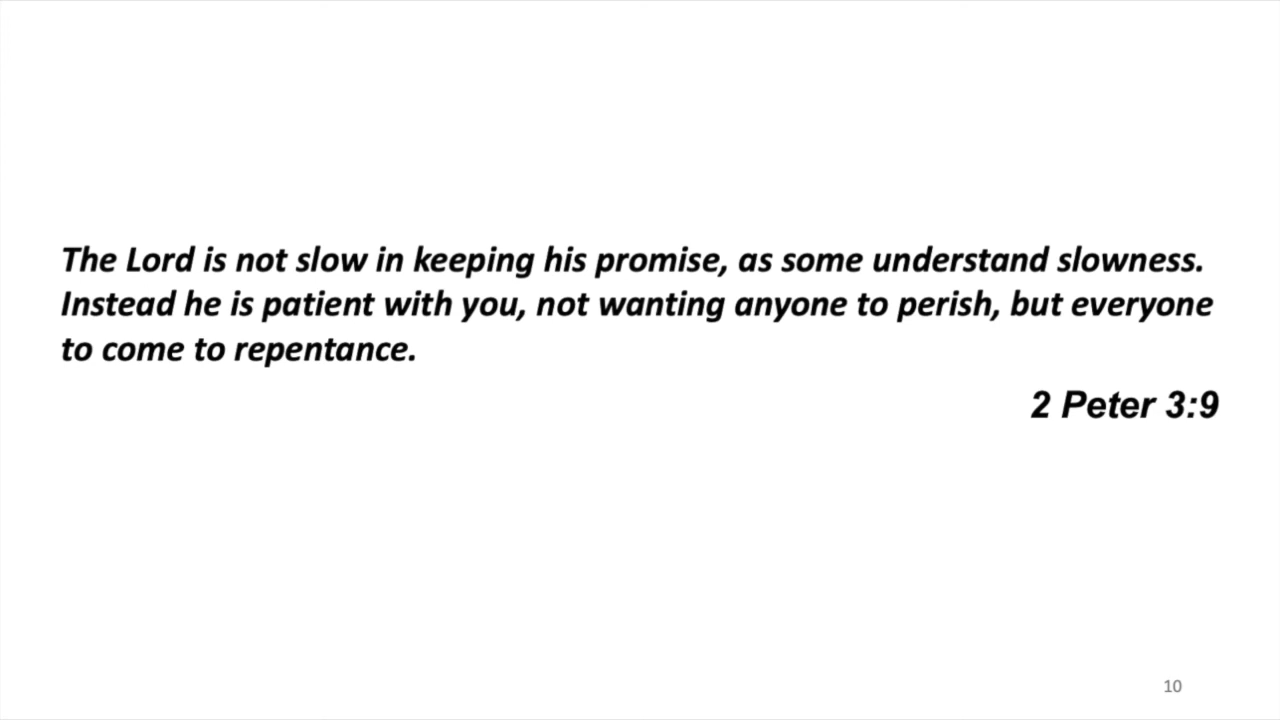 The Lord is not slow in keeping his promise, as some understand slowness.
Instead he is patient with you, not wanting anyone to perish, but everyone
to come to repentance.
2 Peter 3:9
10